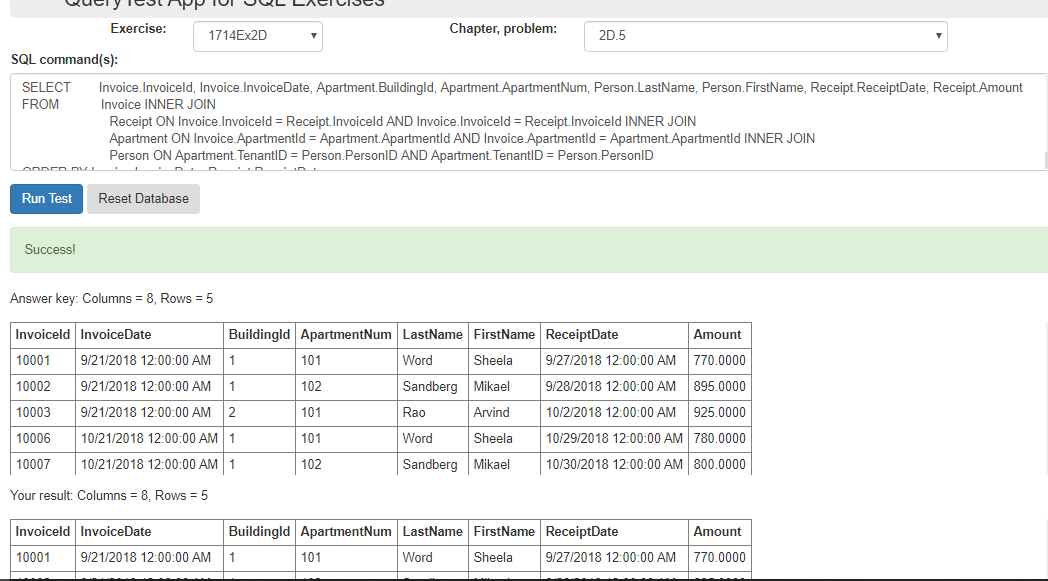 QueryTest App for SQL Exercises
Exercise: 1714Ex2D Chapter, problem: 2D.5
SQL command(s):
SELECT Invoice.InvoiceId, Invoice.InvoiceDate, Apartment.BuildingId, Apartment.ApartmentNum, Person.LastName, Person.FirstName, Receipt.ReceiptDate, Receipt.Amount
FROM Invoice INNER JOIN
Receipt ON Invoice.InvoiceId = Receipt.InvoiceId AND Invoice.InvoiceId = Receipt.InvoiceId INNER JOIN
Apartment ON Invoice.ApartmentId = Apartment.ApartmentId AND Invoice.ApartmentId = Apartment.ApartmentId INNER JOIN
Person ON Apartment.TenantID = Person.PersonID AND Apartment.TenantID = Person.PersonID
ORDER BY
Run Test Reset Database
Success!
Answer key: Columns = 8, Rows = 5
InvoiceId InvoiceDate BuildingId ApartmentNum LastName FirstName ReceiptDate Amount
10001 9/21/2018 12:00:00 AM 1 101 Word Sheela 9/27/2018 12:00:00 AM 770.0000
10002 9/21/2018 12:00:00 AM 1 102 Sandberg Mikael 9/28/2018 12:00:00 AM 895.0000
10003 9/21/2018 12:00:00 AM 2 101 Rao Arvind 10/2/2018 12:00:00 AM 925.0000
10006 10/21/2018 12:00:00 AM 1 101 Word Sheela 10/29/2018 12:00:00 AM 780.0000
10007 10/21/2018 12:00:00 AM 1 102 Sandberg Mikael 10/30/2018 12:00:00 AM 800.0000
Your result: Columns = 8, Rows = 5
InvoiceId InvoiceDate BuildingId ApartmentNum LastName FirstName ReceiptDate Amount
10001 9/21/2018 12:00:00 AM 1 101 Word Sheela 9/27/2018 12:00:00 AM 770.0000